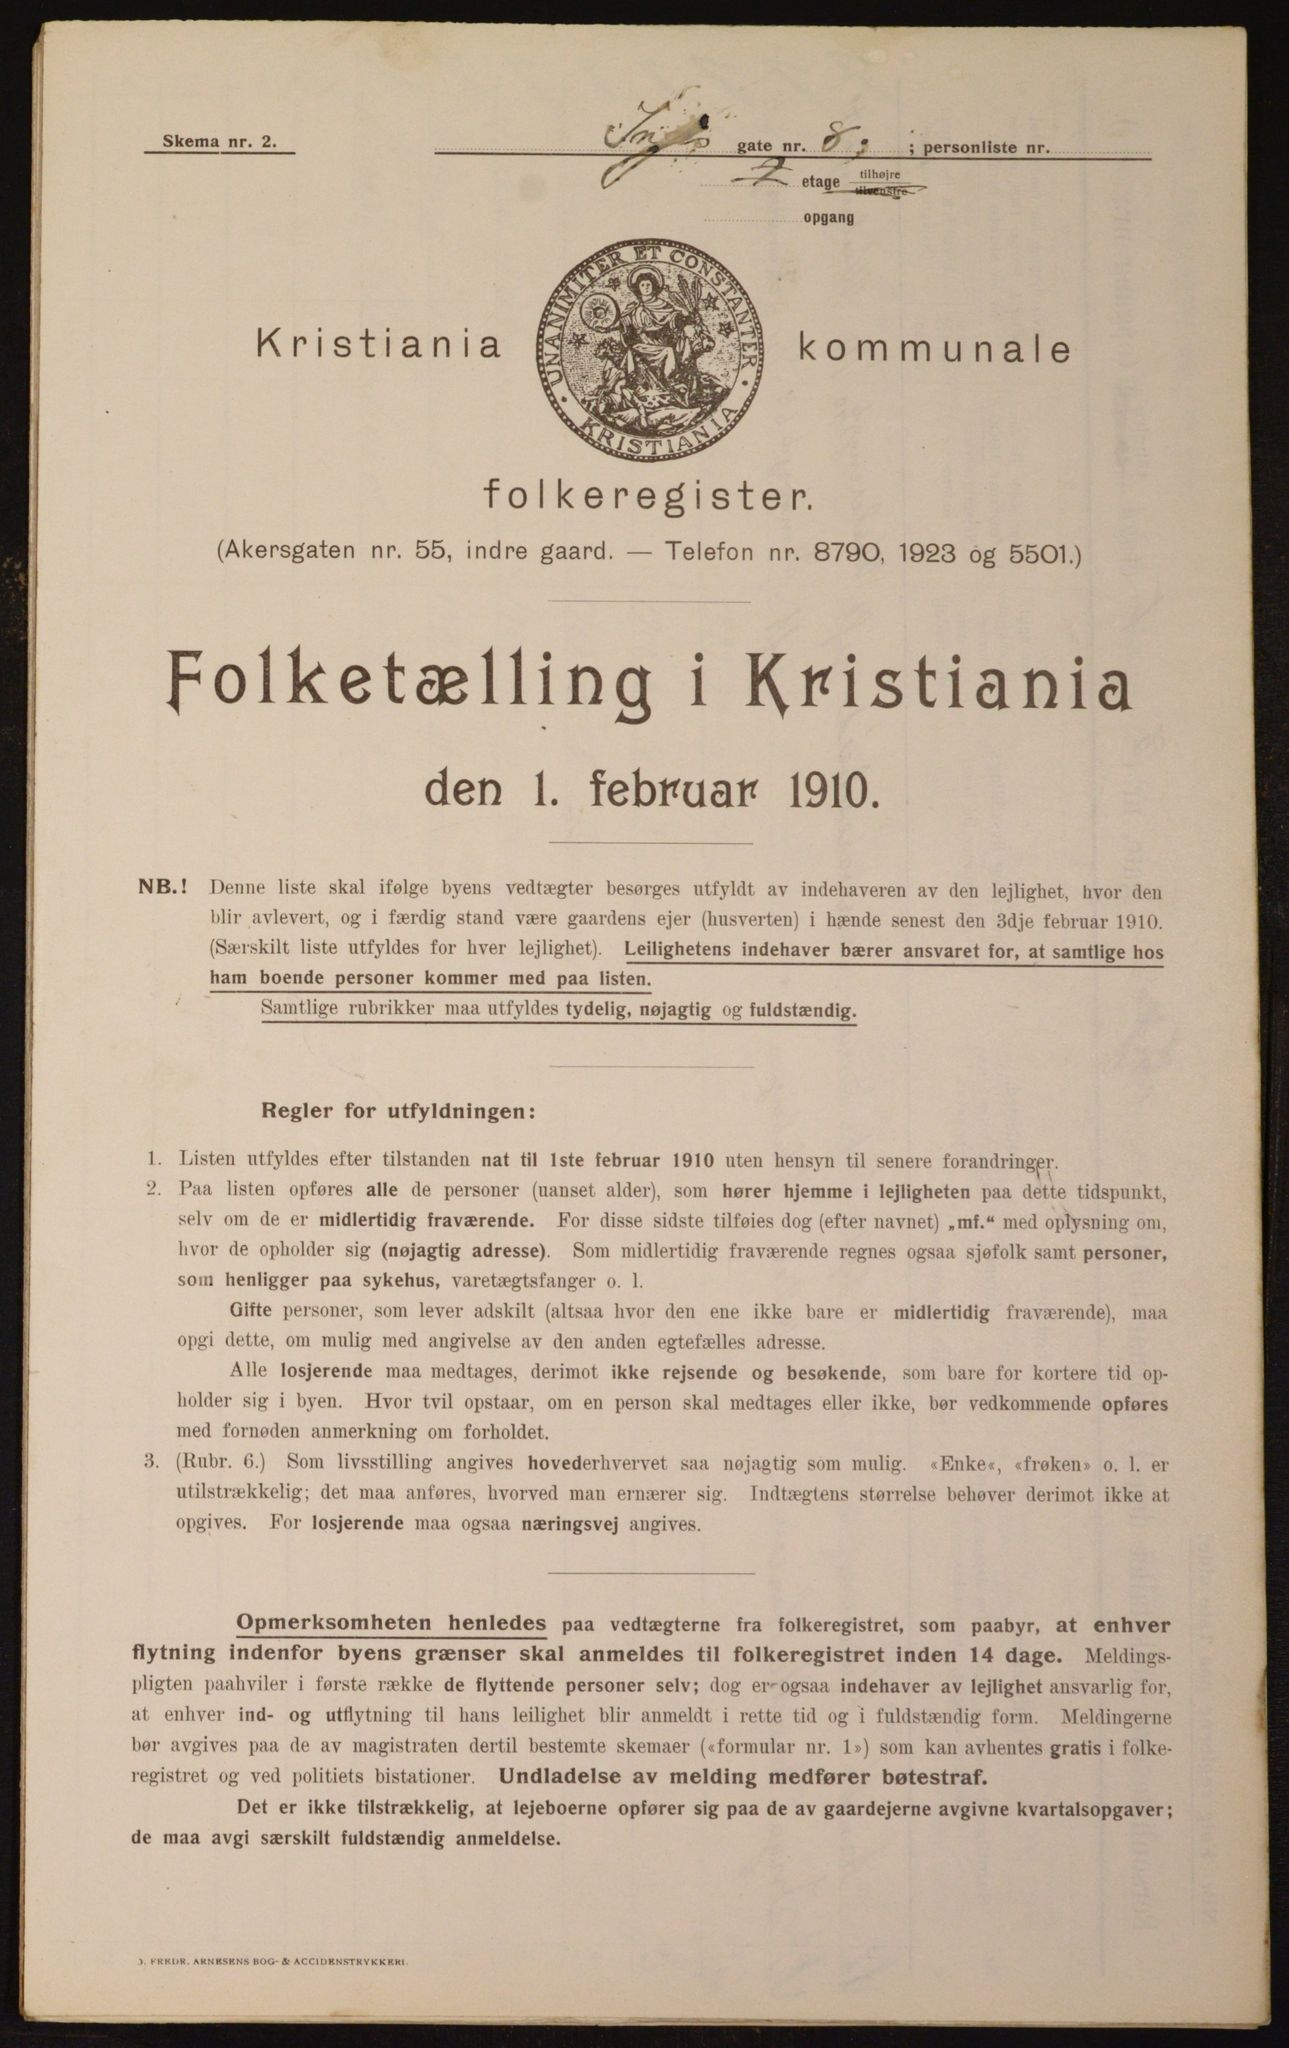 Skema nr. 2.
gate nr. 8 ; personliste nr.
etage tilhøjre
tilvenstre
opgang
UNANIMITER ET CONSTANTER
KRISTIANIA
Kristiania kommunale
folkeregister.
(Akersgaten nr. 55, indre gaard. — Telefon nr. 8790, 1923 og 5501.)
Folketælling i Kristiania
den 1. februar 1910.
NB.! Denne liste skal ifølge byens vedtægter besørges utfyldt av indehaveren av den lejlighet, hvor den
blir avlevert, og i færdig stand være gaardens ejer (husverten) i hænde senest den 3dje februar 1910.
(Særskilt liste utfyldes for hver lejlighet). Leilighetens indehaver bærer ansvaret for, at samtlige hos
ham boende personer kommer med paa listen.
Samtlige rubrikker maa utfyldes tydelig, nøjagtig og fuldstændig.
Regler for utfyldningen:
1. Listen utfyldes efter tilstanden nat til 1ste februar 1910 uten hensyn til senere forandringer.
2. Paa listen opføres alle de personer (uanset alder), som hører hjemme i lejligheten paa dette tidspunkt,
selv om de er midlertidig fraværende. For disse sidste tilføies dog (efter navnet) „mf.“ med oplysning om,
hvor de opholder sig (nøjagtig adresse). Som midlertidig fraværende regnes ogsaa sjøfolk samt personer,
som henligger paa sykehus, varetægtsfanger o. l.
Gifte personer, som lever adskilt (altsaa hvor den ene ikke bare er midlertidig fraværende), maa
opgi dette, om mulig med angivelse av den anden egtefælles adresse.
Alle losjerende maa medtages, derimot ikke rejsende og besøkende, som bare for kortere tid op-
holder sig i byen. Hvor tvil opstaar, om en person skal medtages eller ikke, bør vedkommende opføres
med fornøden anmerkning om forholdet.
3. (Rubr. 6.) Som livsstilling angives hovederhvervet saa nøjagtig som mulig. «Enke«, «frøken» o. l. er
utilstrækkelig; det maa anføres, hvorved man ernærer sig. Indtægtens størrelse behøver derimot ikke at
opgives. For losjerende maa ogsaa næringsvej angives.
Opmerksomheten henledes paa vedtægterne fra folkeregistret, som paabyr, at enhver
flytning indenfor byens grænser skal anmeldes til folkeregistret inden 14 dage. Meldings-
pligten paahviler i første række de flyttende personer selv; dog er ogsaa indehaver av lejlighet ansvarlig for,
at enhver ind- og utflytning til hans leilighet blir anmeldt i rette tid og i fuldstændig form. Meldingerne
bør avgives paa de av magistraten dertil bestemte skemaer («formular nr. 1») som kan avhentes gratis i folke-
registret og ved politiets bistationer. Undladelse av melding medfører bøtestraf.
Det er ikke tilstrækkelig, at lejeboerne opfører sig paa de av gaardejerne avgivne kvartalsopgaver;
de maa avgi særskilt fuldstændig anmeldelse.
FREDR. ARNESENS BOG- & ACCIDENSTRYKKERI.